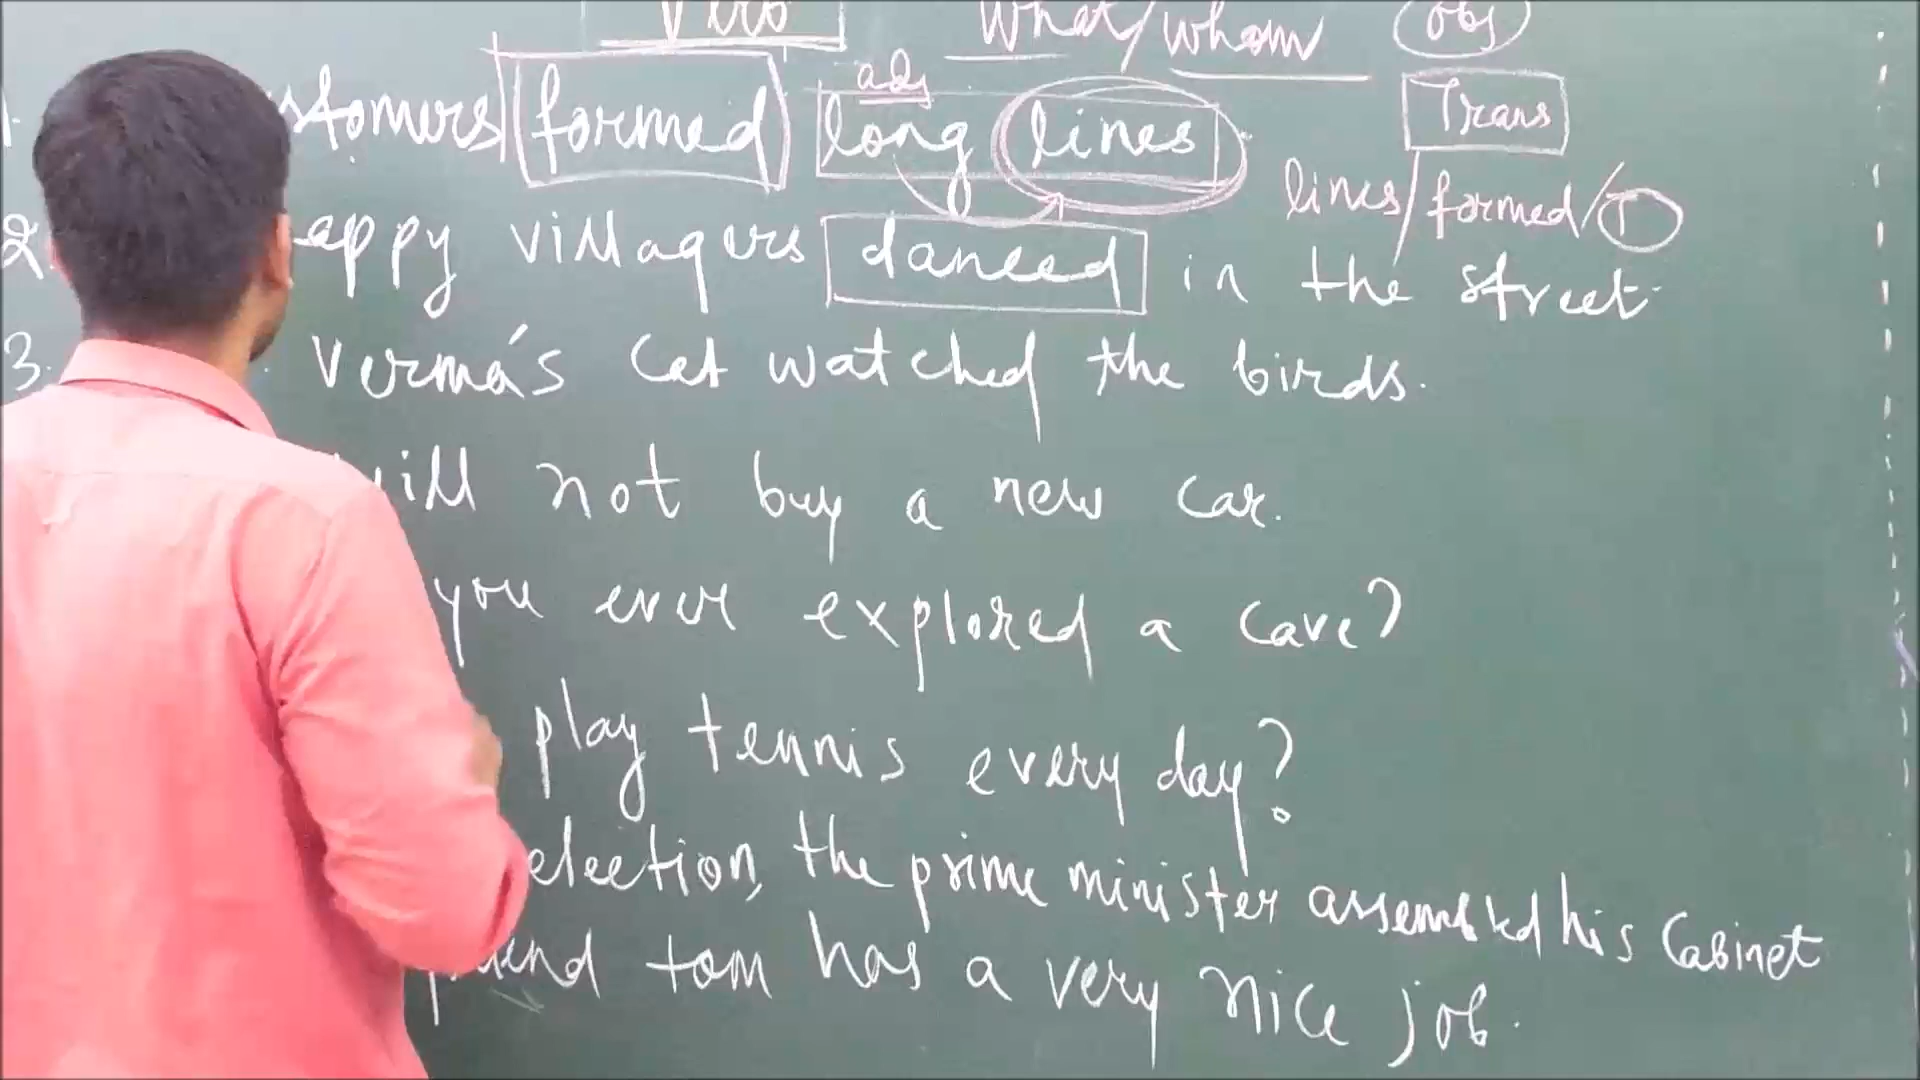 Verb What/whom obj
adj Trans
1. stomers formed long lines
lines/formed/T
2. appy villagers danced in the street.
3. Verma's Cat watched the birds.
will not buy a new car.
you ever explored a cave?
play tennis every day?
election, the prime minister assembled his Cabinet
friend tom has a very nice job.